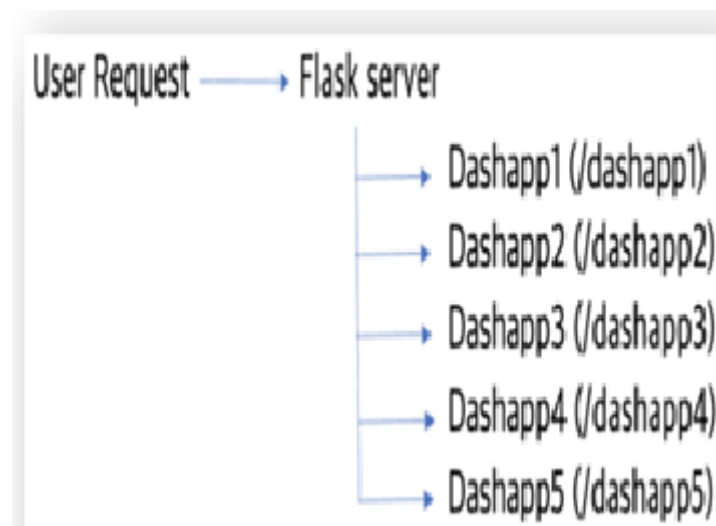 User Request Flask server
Dashapp1 (/dashapp1)
Dashapp2 (/dashapp2)
Dashapp3 (/dashapp3)
Dashapp4 (/dashapp4)
Dashapp5 (/dashapp5)